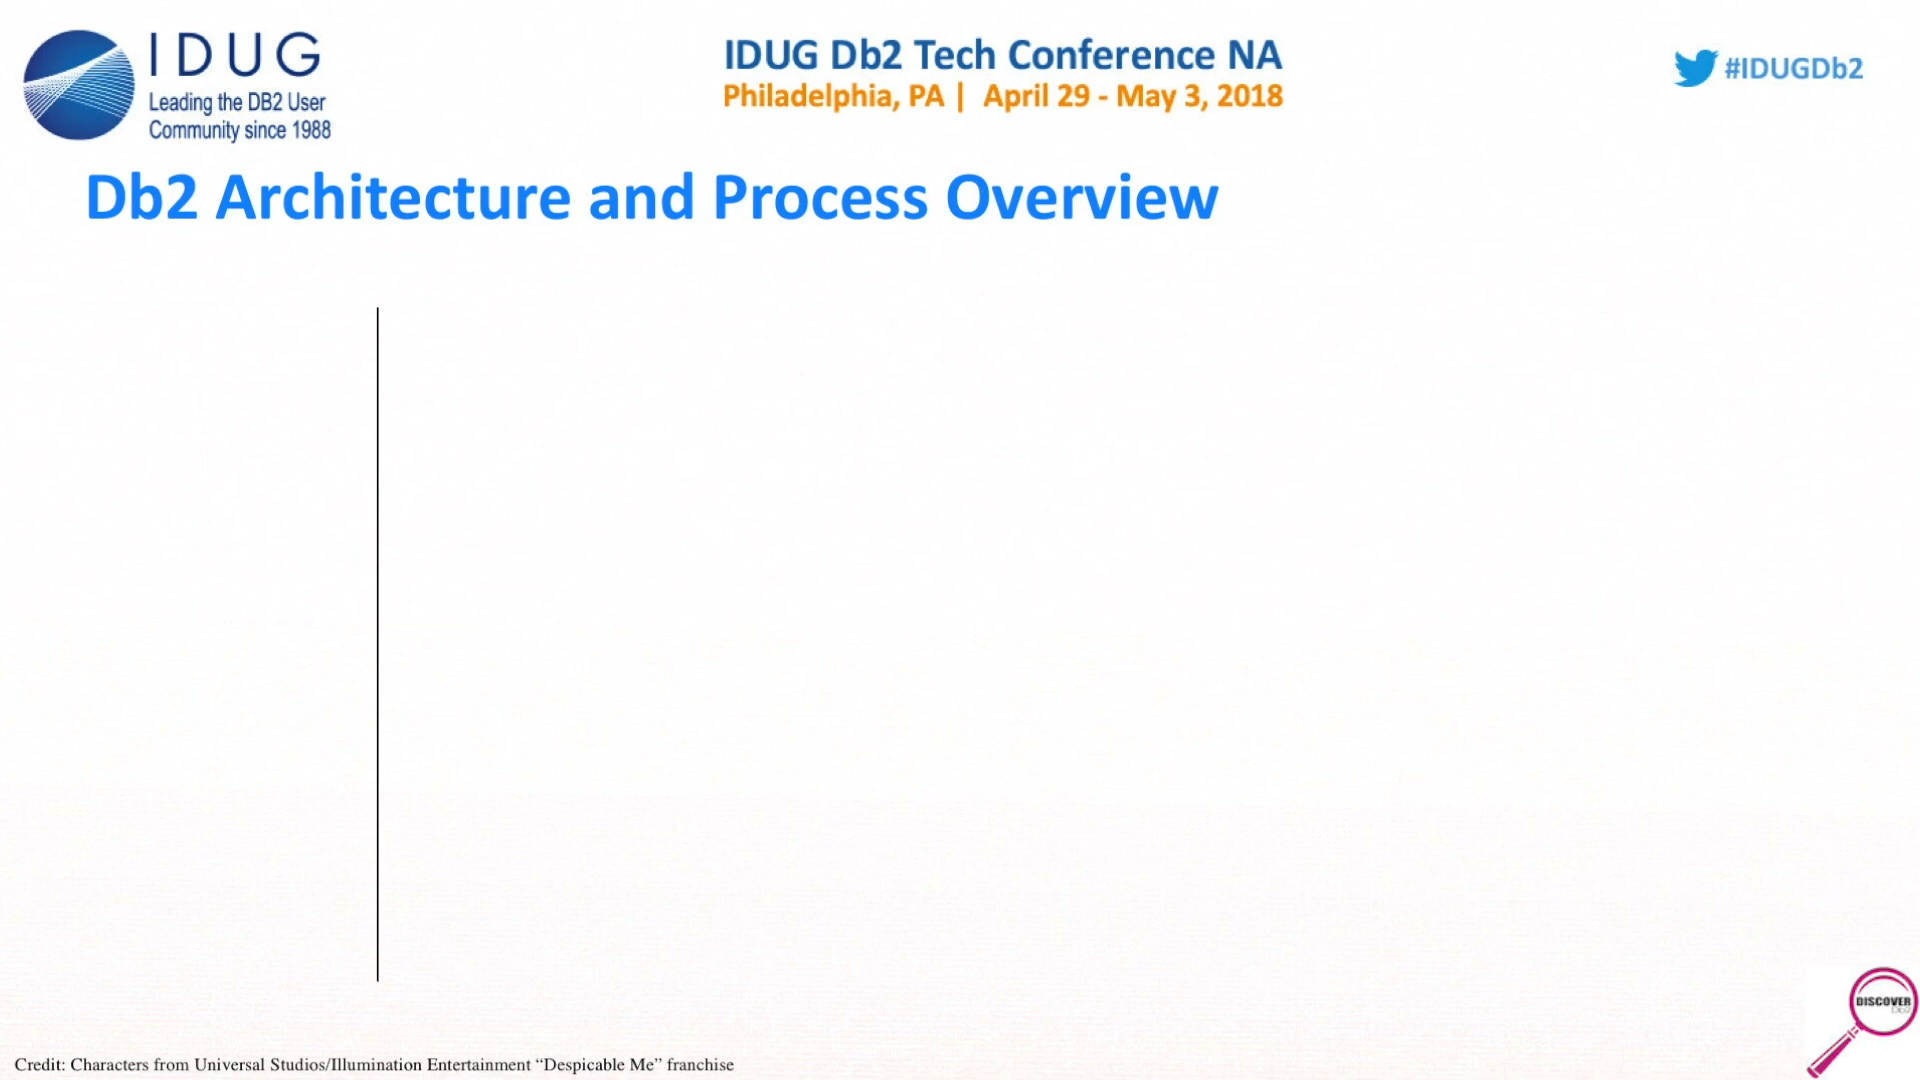 IDUG
Leading the DB2 User
Community since 1988
IDUG Db2 Tech Conference NA
Philadelphia, PA | April 29 - May 3, 2018
#IDUGDb2
Db2 Architecture and Process Overview
DISCOVER
Db2
Credit: Characters from Universal Studios/Illumination Entertainment “Despicable Me” franchise